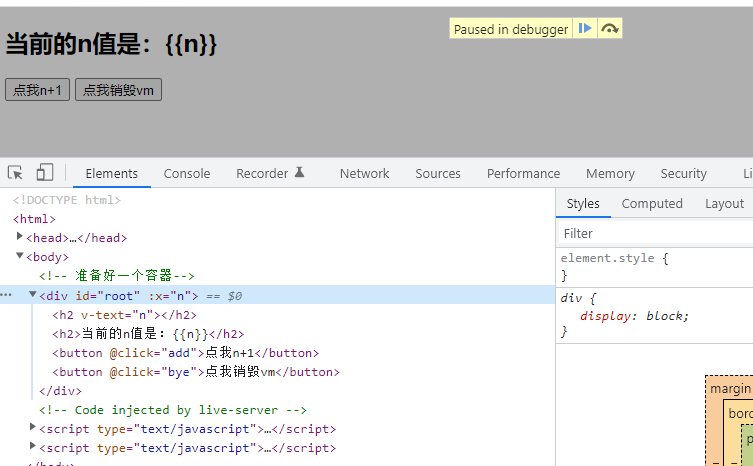 Paused in debugger
当前的n值是：{{n}}
点我n+1 点我销毁vm
Elements Console Recorder Network Sources Performance Memory Security Li
<!DOCTYPE html>
<html>
<head>…</head>
<body>
<!-- 准备好一个容器-->
<div id="root" :x="n"> == $0
<h2 v-text="n"></h2>
<h2>当前的n值是：{{n}}</h2>
<button @click="add">点我n+1</button>
<button @click="bye">点我销毁vm</button>
</div>
<!-- Code injected by live-server -->
<script type="text/javascript">…</script>
<script type="text/javascript">…</script>
</body>
Styles Computed Layout
Filter
element.style {
}
div {
display: block;
}
margin
bor
p